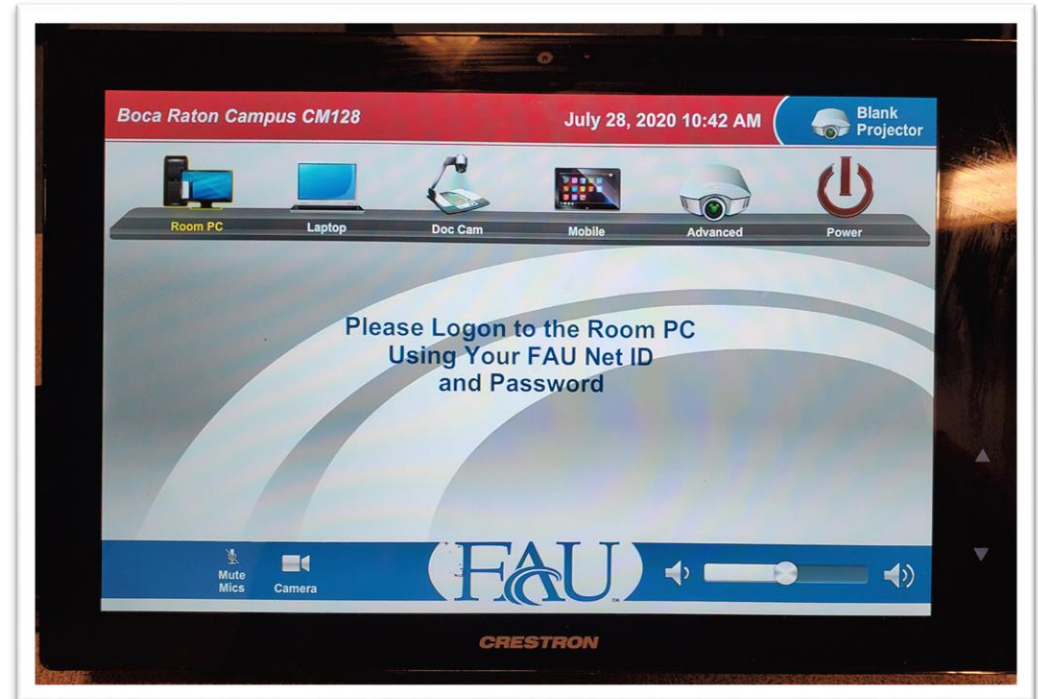 Boca Raton Campus CM128
July 28, 2020 10:42 AM
Blank
Projector
Room PC
Laptop
Doc Cam
Mobile
Advanced
Power
Please Logon to the Room PC
Using Your FAU Net ID
and Password
Mute
Mics
Camera
FAU
CRESTRON